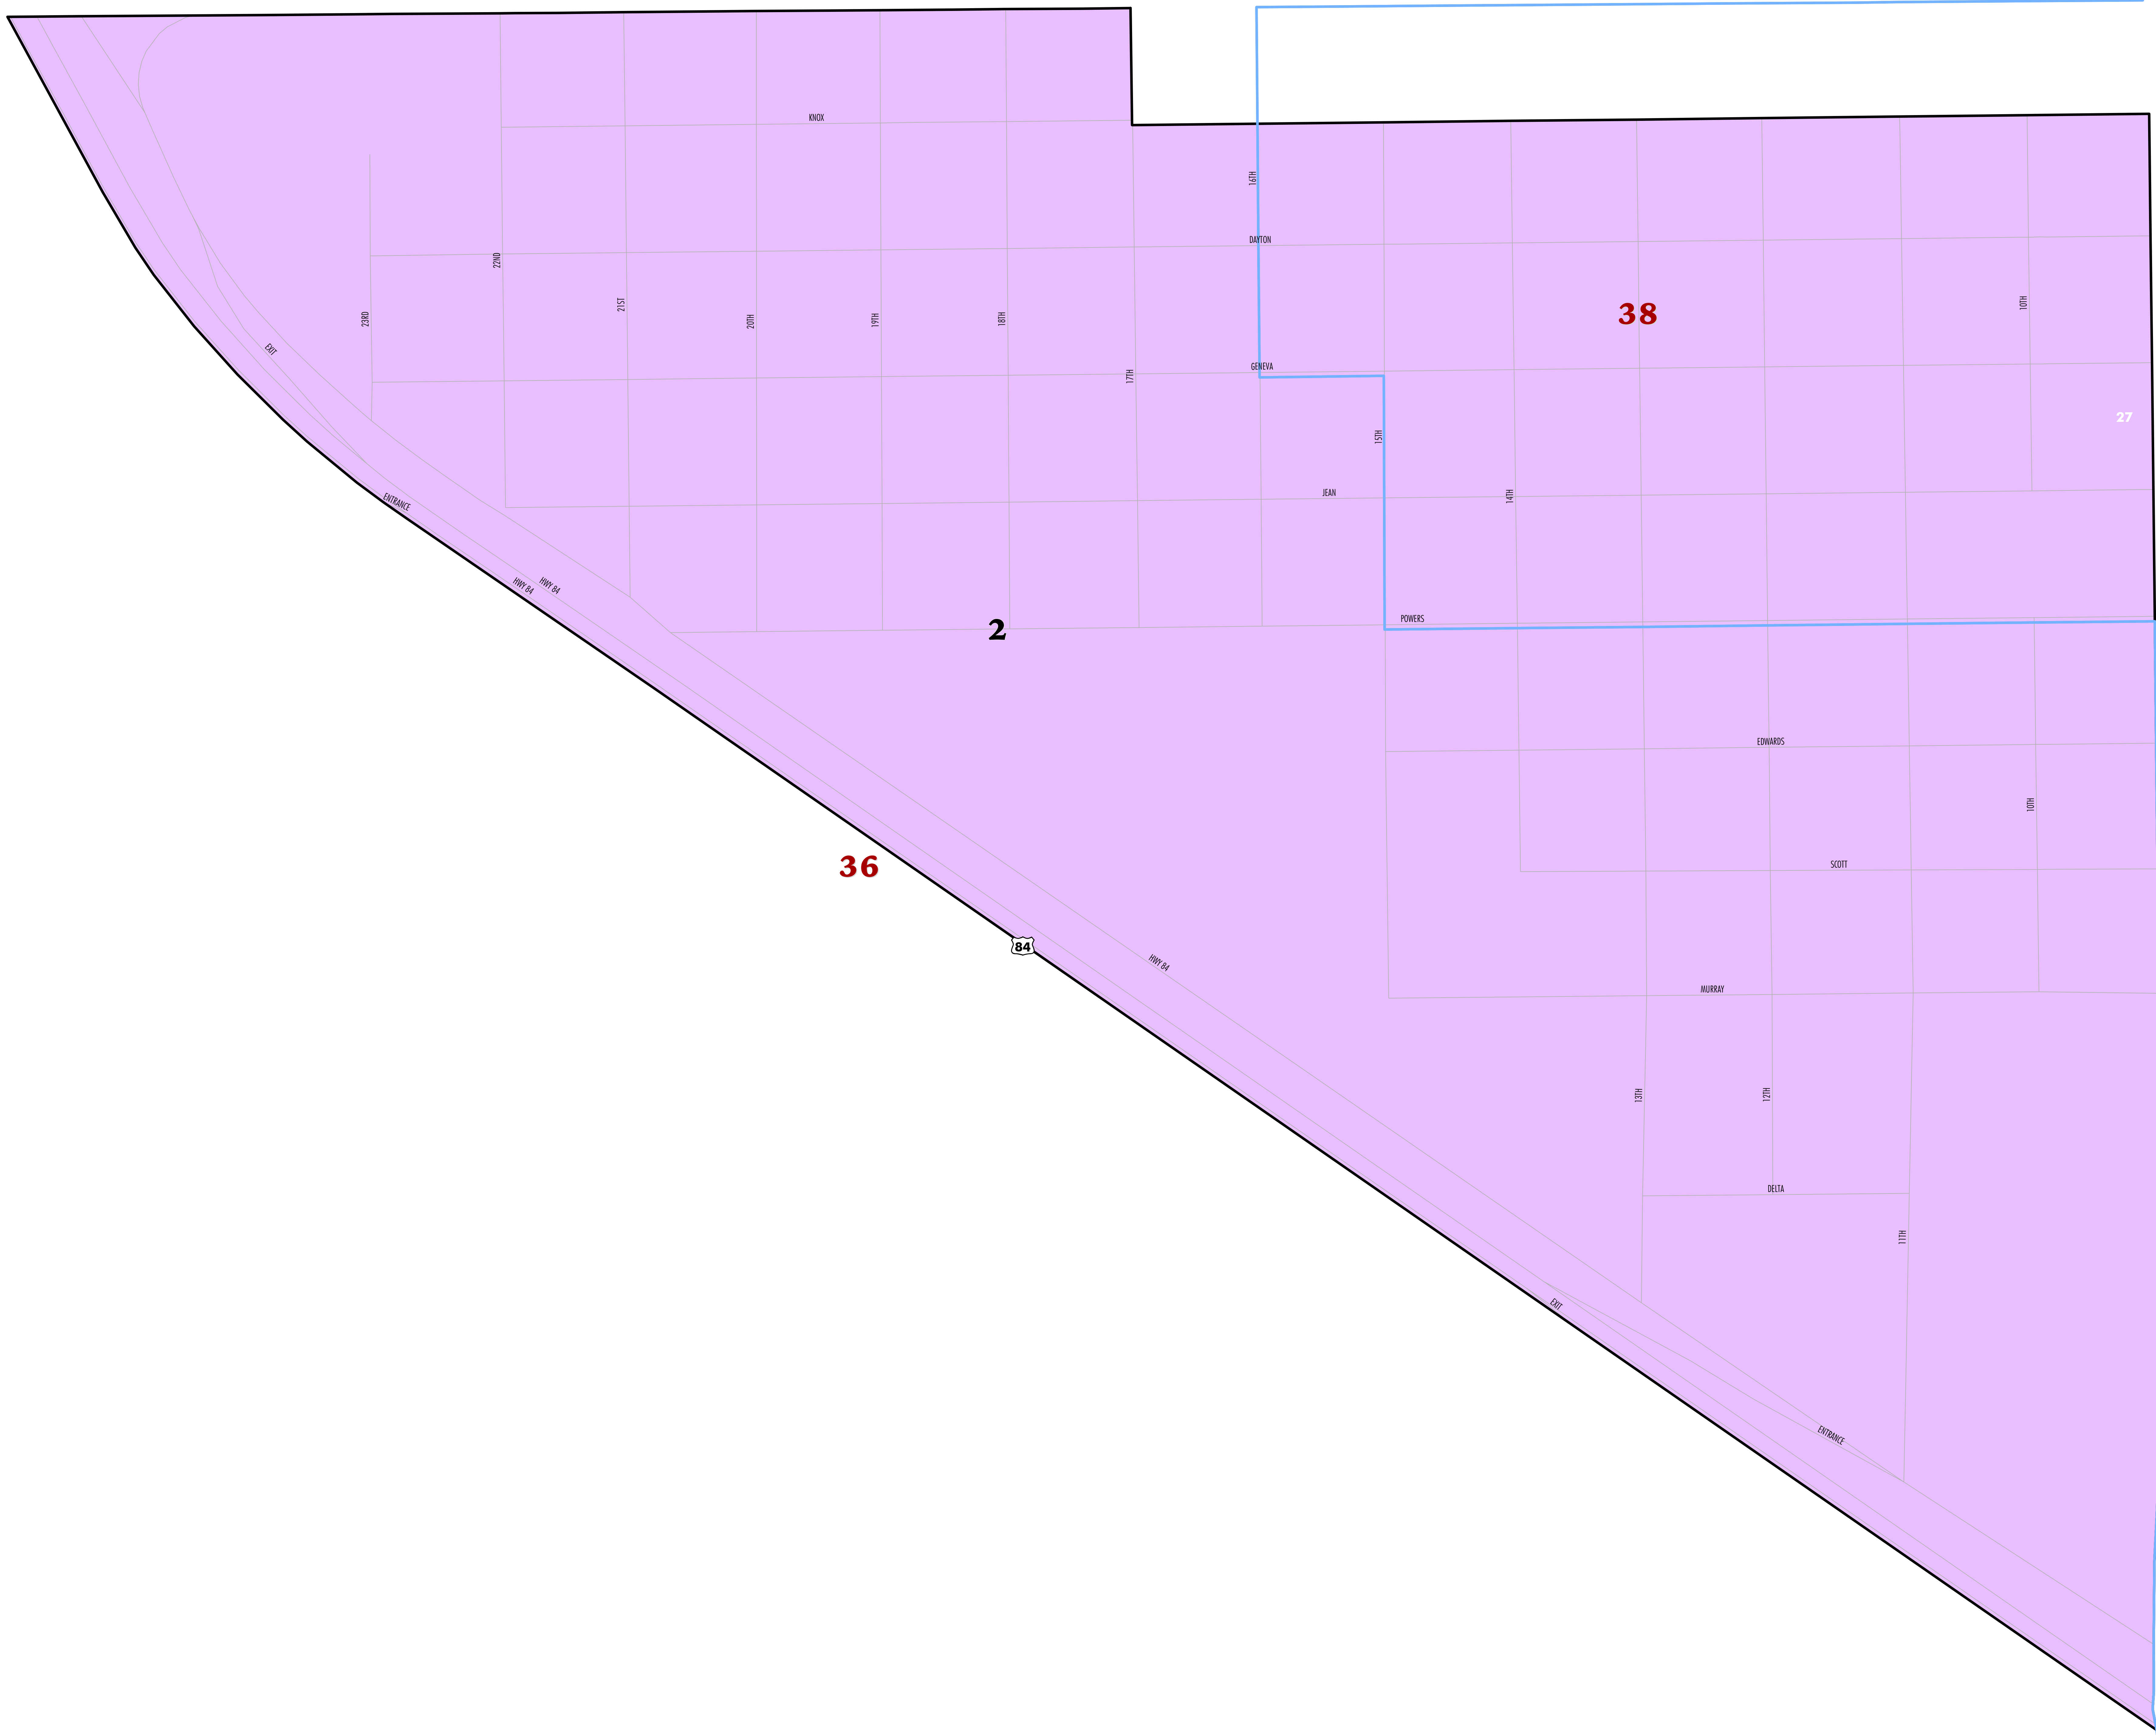 KNOX
16TH
DAYTON
22ND
21ST
23RD
20TH
19TH
18TH
38
10TH
EXIT
GENEVA
17TH
27
15TH
JEAN
14TH
ENTRANCE
HWY 84
HWY 84
POWERS
2
EDWARDS
10TH
36
SCOTT
84
HWY 84
MURRAY
13TH
12TH
DELTA
11TH
EXIT
ENTRANCE